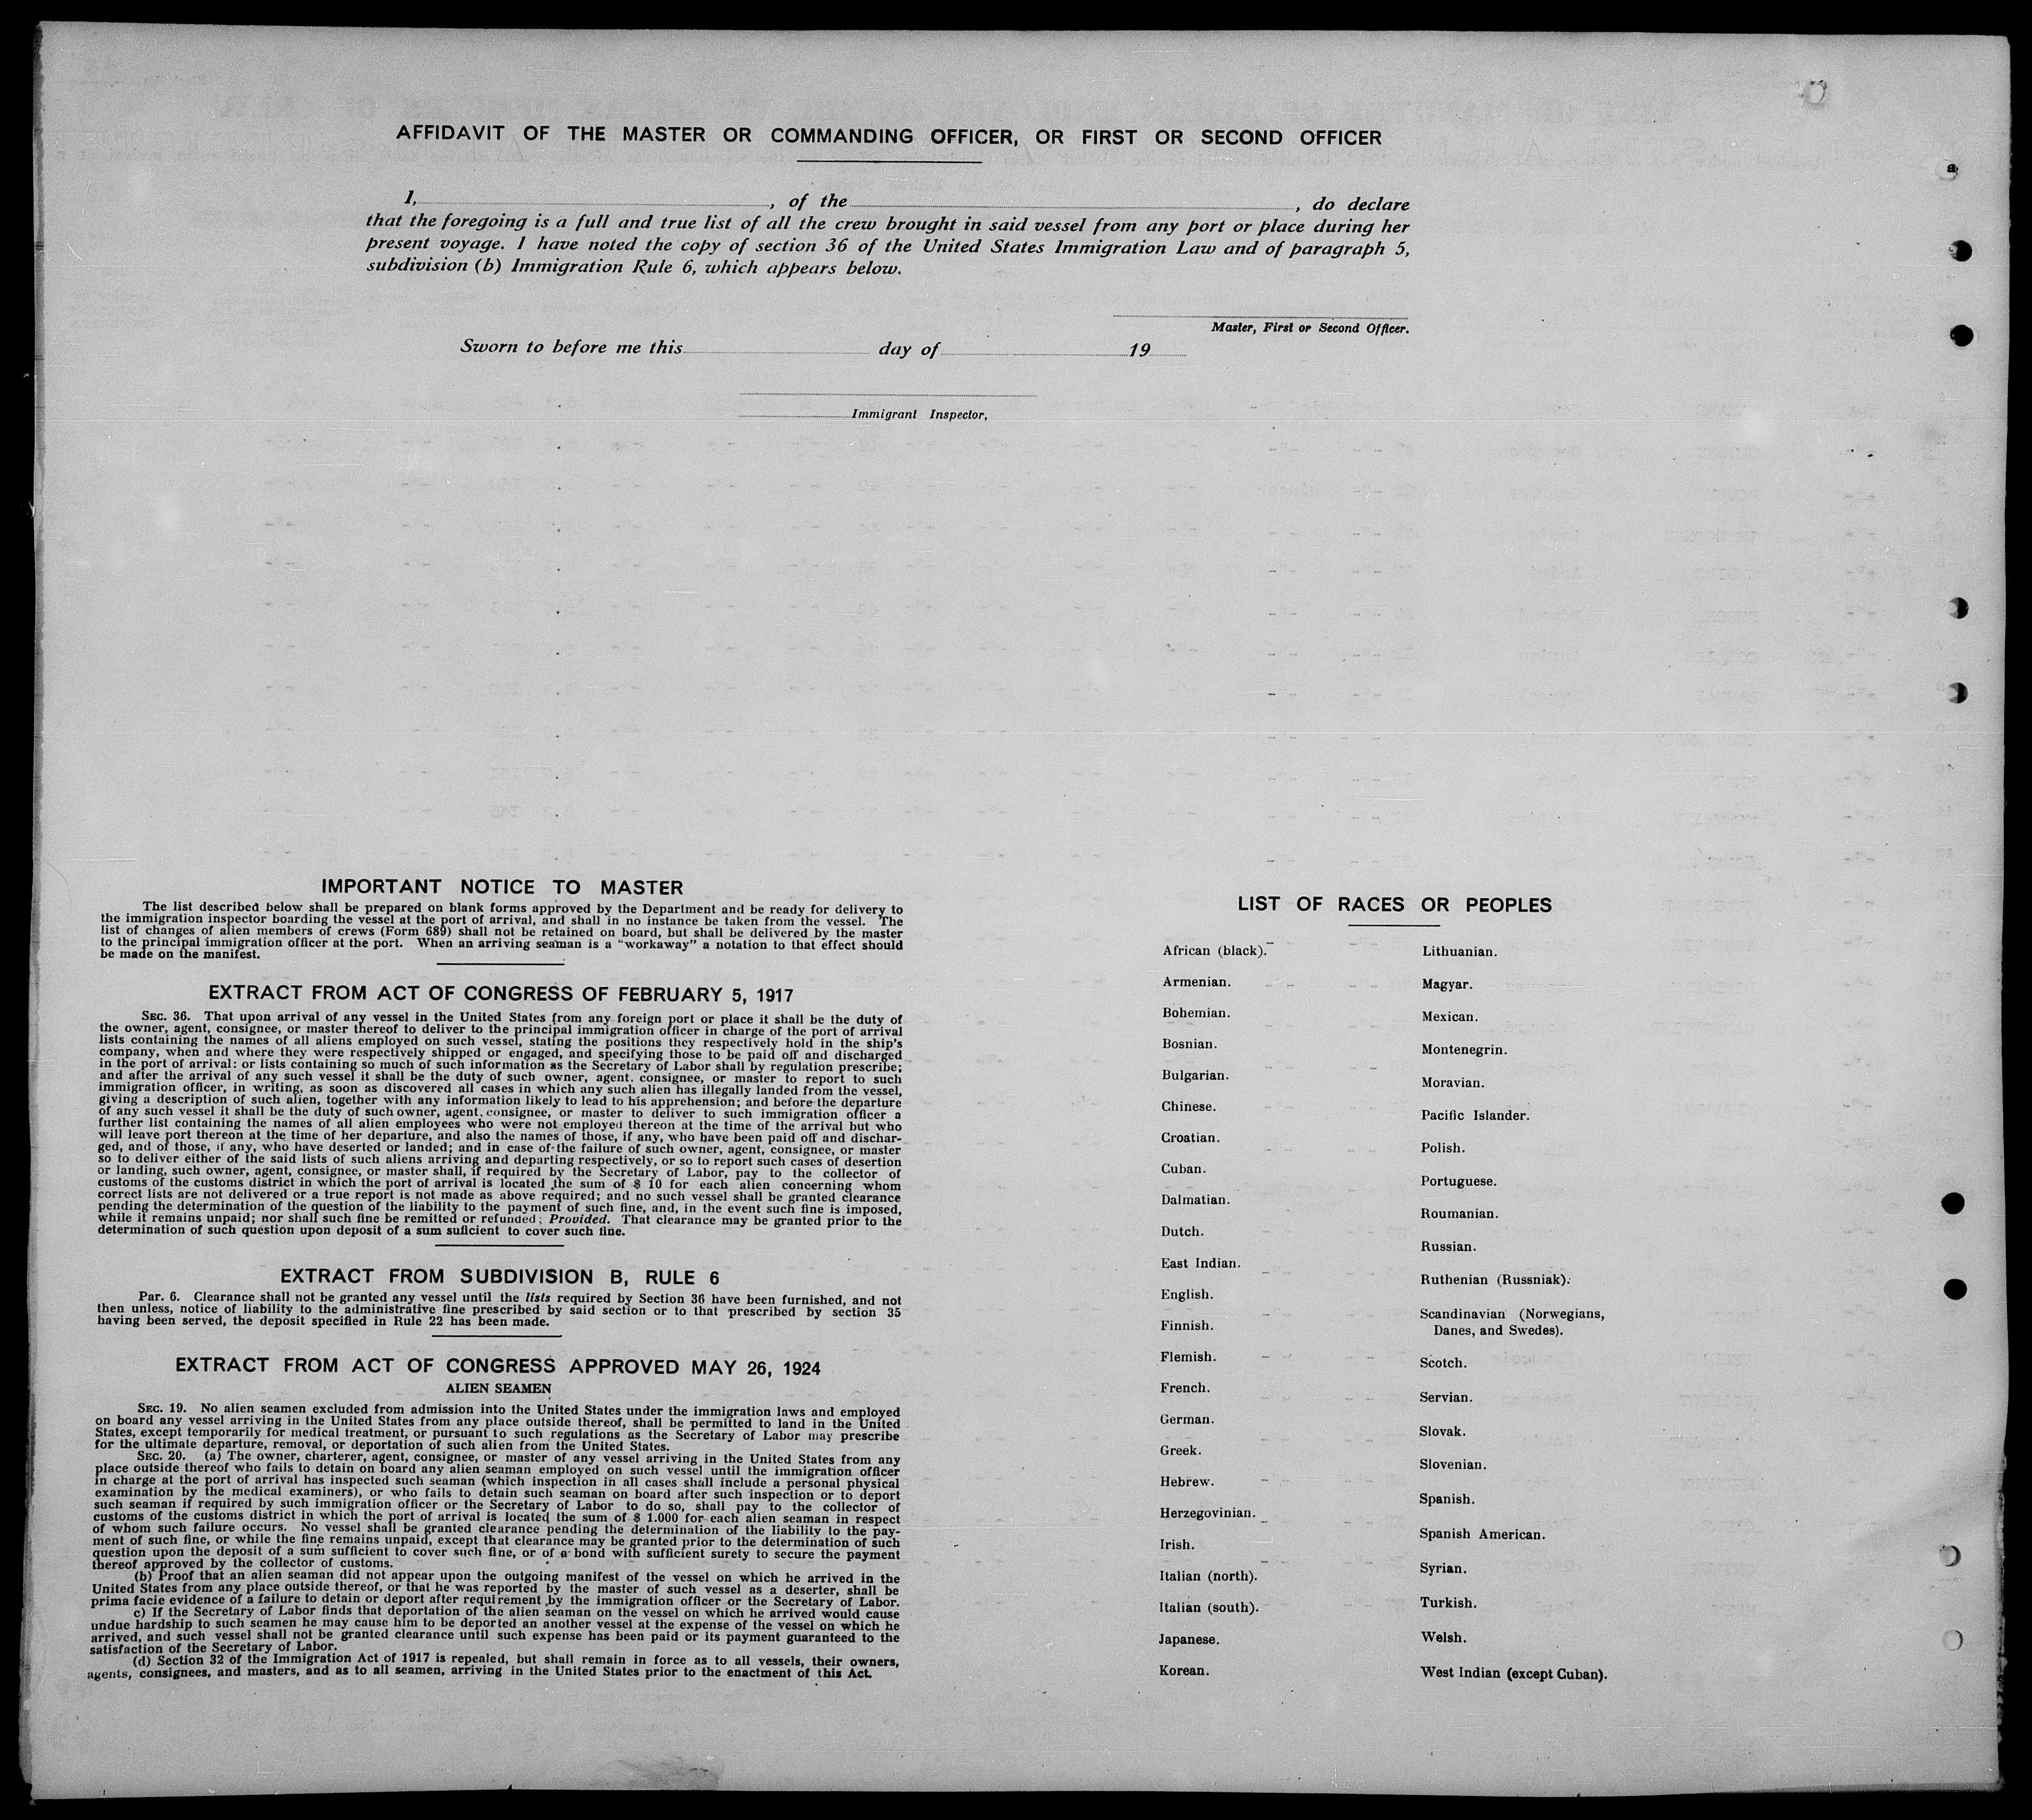 AFFIDAVIT OF THE MASTER OR COMMANDING OFFICER, OR FIRST OR SECOND OFFICER
I, , of the , do declare
that the foregoing is a full and true list of all the crew brought in said vessel from any port or place during her
present voyage. I have noted the copy of section 36 of the United States Immigration Law and of paragraph 5,
subdivision (b) Immigration Rule 6, which appears below.
Master, First or Second Officer.
Sworn to before me this day of 19
Immigrant Inspector,
IMPORTANT NOTICE TO MASTER
The list described below shall be prepared on blank forms approved by the Department and be ready for delivery to
the immigration inspector boarding the vessel at the port of arrival, and shall in no instance be taken from the vessel. The
list of changes of alien members of crews (Form 689) shall not be retained on board, but shall be delivered by the master
to the principal immigration officer at the port. When an arriving seaman is a "workaway" a notation to that effect should
be made on the manifest.
EXTRACT FROM ACT OF CONGRESS OF FEBRUARY 5, 1917
SEC. 36. That upon arrival of any vessel in the United States from any foreign port or place it shall be the duty of
the owner, agent, consignee, or master thereof to deliver to the principal immigration officer in charge of the port of arrival
lists containing the names of all aliens employed on such vessel, stating the positions they respectively hold in the ship's
company, when and where they were respectively shipped or engaged, and specifying those to be paid off and discharged
in the port of arrival: or lists containing so much of such information as the Secretary of Labor shall by regulation prescribe;
and after the arrival of any such vessel it shall be the duty of such owner, agent, consignee, or master to report to such
immigration officer, in writing, as soon as discovered all cases in which any such alien has illegally landed from the vessel,
giving a description of such alien, together with any information likely to lead to his apprehension; and before the departure
of any such vessel it shall be the duty of such owner, agent, consignee, or master to deliver to such immigration officer a
further list containing the names of all alien employees who were not employed thereon at the time of the arrival but who
will leave port thereon at the time of her departure, and also the names of those, if any, who have been paid off and dischar-
ged, and of those, if any, who have deserted or landed; and in case of the failure of such owner, agent, consignee, or master
so to deliver either of the said lists of such aliens arriving and departing respectively, or so to report such cases of desertion
or landing, such owner, agent, consignee, or master shall, if required by the Secretary of Labor, pay to the collector of
customs of the customs district in which the port of arrival is located the sum of $ 10 for each alien concerning whom
correct lists are not delivered or a true report is not made as above required; and no such vessel shall be granted clearance
pending the determination of the question of the liability to the payment of such fine, and, in the event such fine is imposed,
while it remains unpaid; nor shall such fine be remitted or refunded; Provided. That clearance may be granted prior to the
determination of such question upon deposit of a sum suficient to cover such fine.
EXTRACT FROM SUBDIVISION B, RULE 6
Par. 6. Clearance shall not be granted any vessel until the lists required by Section 36 have been furnished, and not
then unless, notice of liability to the administrative fine prescribed by said section or to that prescribed by section 35
having been served, the deposit specified in Rule 22 has been made.
EXTRACT FROM ACT OF CONGRESS APPROVED MAY 26, 1924
ALIEN SEAMEN
SEC. 19. No alien seamen excluded from admission into the United States under the immigration laws and employed
on board any vessel arriving in the United States from any place outside thereof, shall be permitted to land in the United
States, except temporarily for medical treatment, or pursuant to such regulations as the Secretary of Labor may prescribe
for the ultimate departure, removal, or deportation of such alien from the United States.
SEC. 20. (a) The owner, charterer, agent, consignee, or master of any vessel arriving in the United States from any
place outside thereof who fails to detain on board any alien seaman employed on such vessel until the immigration officer
in charge at the port of arrival has inspected such seaman (which inspection in all cases shall include a personal physical
examination by the medical examiners), or who fails to detain such seaman on board after such inspection or to deport
such seaman if required by such immigration officer or the Secretary of Labor to do so, shall pay to the collector of
customs of the customs district in which the port of arrival is located the sum of $ 1.000 for each alien seaman in respect
of whom such failure occurs. No vessel shall be granted clearance pending the determination of the liability to the pay-
ment of such fine, or while the fine remains unpaid, except that clearance may be granted prior to the determination of such
question upon the deposit of a sum sufficient to cover such fine, or of a bond with sufficient surety to secure the payment
thereof approved by the collector of customs.
(b) Proof that an alien seaman did not appear upon the outgoing manifest of the vessel on which he arrived in the
United States from any place outside thereof, or that he was reported by the master of such vessel as a deserter, shall be
prima facie evidence of a failure to detain or deport after requirement by the immigration officer or the Secretary of Labor.
c) If the Secretary of Labor finds that deportation of the alien seaman on the vessel on which he arrived would cause
undue hardship to such seamen he may cause him to be deported an another vessel at the expense of the vessel on which he
arrived, and such vessel shall not be granted clearance until such expense has been paid or its payment guaranteed to the
satisfaction of the Secretary of Labor.
(d) Section 32 of the Immigration Act of 1917 is repealed, but shall remain in force as to all vessels, their owners,
agents, consignees, and masters, and as to all seamen, arriving in the United States prior to the enactment of this Act.
LIST OF RACES OR PEOPLES
African (black).
Armenian.
Bohemian.
Bosnian.
Bulgarian.
Chinese.
Croatian.
Cuban.
Dalmatian.
Dutch.
East Indian.
English.
Finnish.
Flemish.
French.
German.
Greek.
Hebrew.
Herzegovinian.
Irish.
Italian (north).
Italian (south).
Japanese.
Korean.
Lithuanian.
Magyar.
Mexican.
Montenegrin.
Moravian.
Pacific Islander.
Polish.
Portuguese.
Roumanian.
Russian.
Ruthenian (Russniak).
Scandinavian (Norwegians,
Danes, and Swedes).
Scotch.
Servian.
Slovak.
Slovenian.
Spanish.
Spanish American.
Syrian.
Turkish.
Welsh.
West Indian (except Cuban).